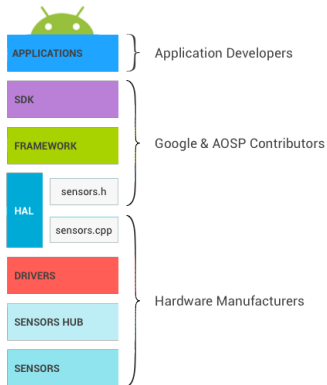 APPLICATIONS
Application Developers
SDK
FRAMEWORK
Google & AOSP Contributors
HAL
sensors.h
sensors.cpp
DRIVERS
Hardware Manufacturers
SENSORS HUB
SENSORS